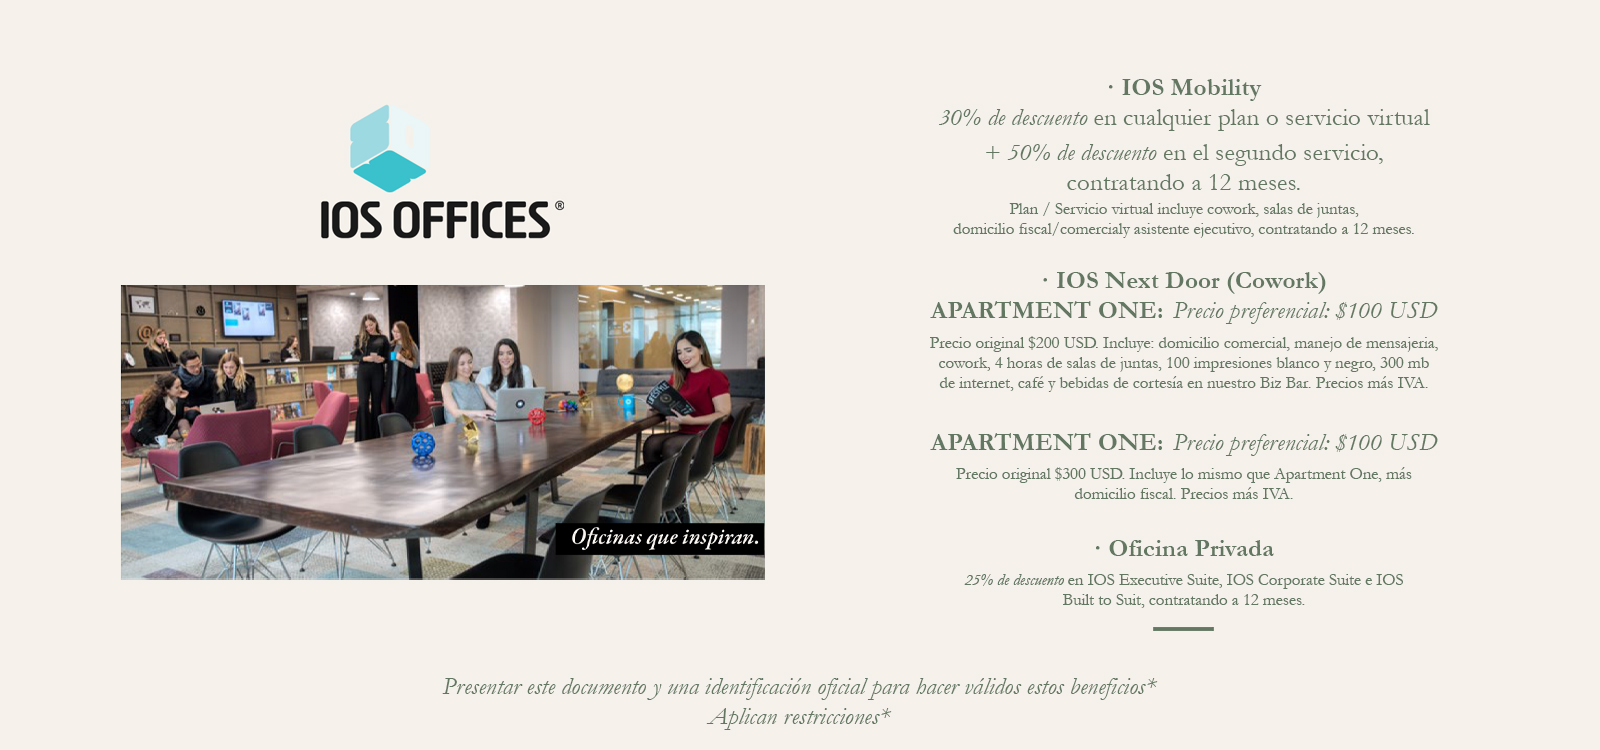 IOS OFFICES®
Oficinas que inspiran.
· IOS Mobility
30% de descuento en cualquier plan o servicio virtual
+ 50% de descuento en el segundo servicio,
contratando a 12 meses.
Plan / Servicio virtual incluye cowork, salas de juntas,
domicilio fiscal/comercialy asistente ejecutivo, contratando a 12 meses.
· IOS Next Door (Cowork)
APARTMENT ONE: Precio preferencial: $100 USD
Precio original $200 USD. Incluye: domicilio comercial, manejo de mensajeria,
cowork, 4 horas de salas de juntas, 100 impresiones blanco y negro, 300 mb
de internet, café y bebidas de cortesía en nuestro Biz Bar. Precios más IVA.
APARTMENT ONE: Precio preferencial: $100 USD
Precio original $300 USD. Incluye lo mismo que Apartment One, más
domicilio fiscal. Precios más IVA.
· Oficina Privada
25% de descuento en IOS Executive Suite, IOS Corporate Suite e IOS
Built to Suit, contratando a 12 meses.
Presentar este documento y una identificación oficial para hacer válidos estos beneficios*
Aplican restricciones*